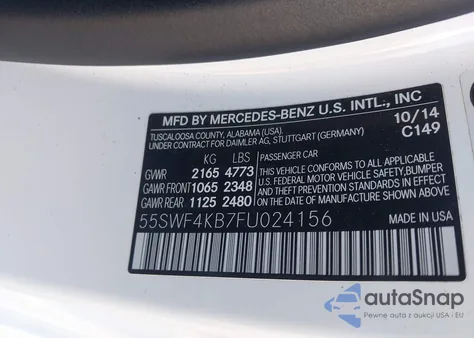 MFD BY MERCEDES-BENZ U.S. INTL., INC
TUSCALOOSA COUNTY, ALABAMA (USA). 10/14
UNDER CONTRACT FOR DAIMLER AG, STUTTGART (GERMANY) C149
KG LBS PASSENGER CAR
GVWR 2165 4773 THIS VEHICLE CONFORMS TO ALL APPLICABLE
GAWR FRONT 1065 2348 U.S. FEDERAL MOTOR VEHICLE SAFETY, BUMPER
GAWR REAR 1125 2480 AND THEFT PREVENTION STANDARDS IN EFFECT
ON THE DATE OF MANUFACTURE SHOWN ABOVE
55SWF4KB7FU024156 MADE IN USA
autoSnap
Pewne auta z aukcji USA i EU